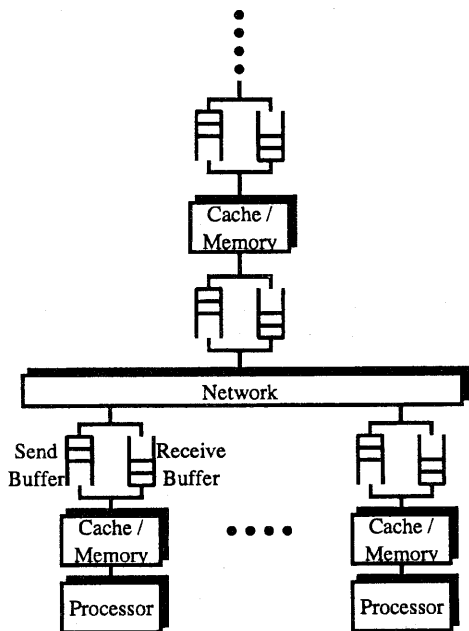 Cache /
Memory
Network
Send
Buffer
Receive
Buffer
Cache /
Memory
Cache /
Memory
Processor
Processor